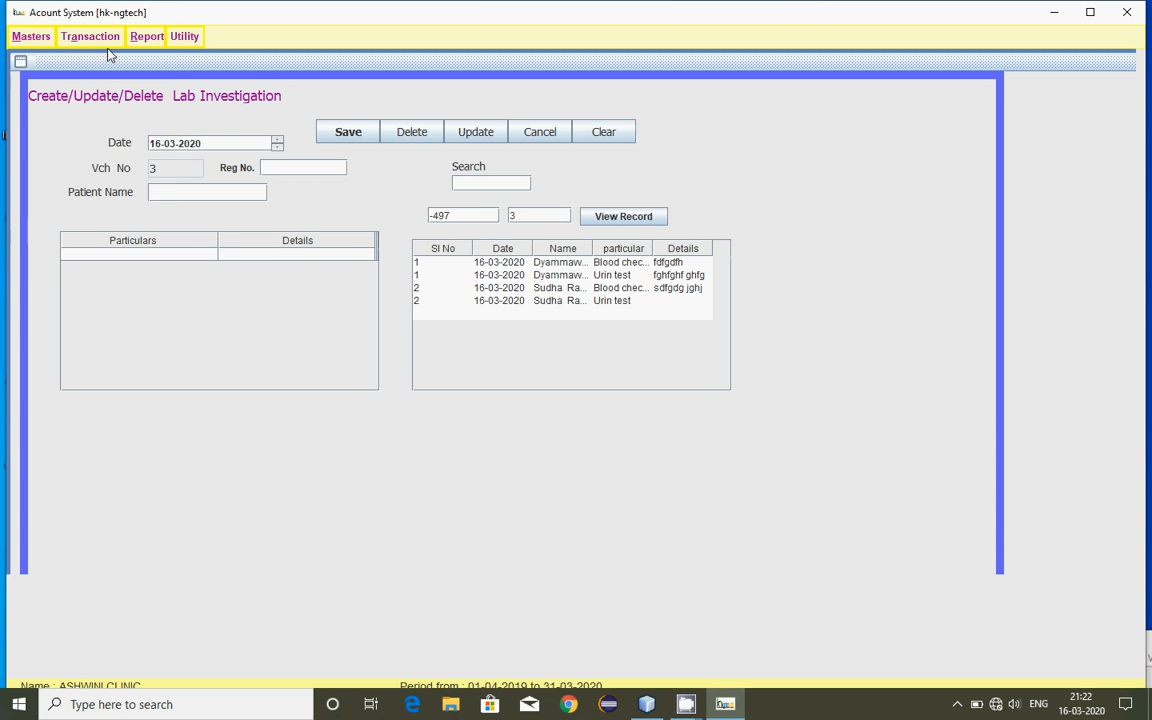 Acount System [hk-ngtech]
Masters Transaction Report Utility
Create/Update/Delete Lab Investigation
Date 16-03-2020 Save Delete Update Cancel Clear
Vch No 3 Reg No. Search
Patient Name
-497 3 View Record
Particulars Details
Sl No Date Name particular Details
1 16-03-2020 Dyammaw... Blood chec... fdfgdfh
1 16-03-2020 Dyammaw... Urin test fghfghf ghfg
2 16-03-2020 Sudha Ra... Blood chec... sdfgdg jghj
2 16-03-2020 Sudha Ra... Urin test
Name : ASHWINI CLINIC Period from : 01-04-2019 to 31-03-2020
Type here to search ENG 21:22
16-03-2020